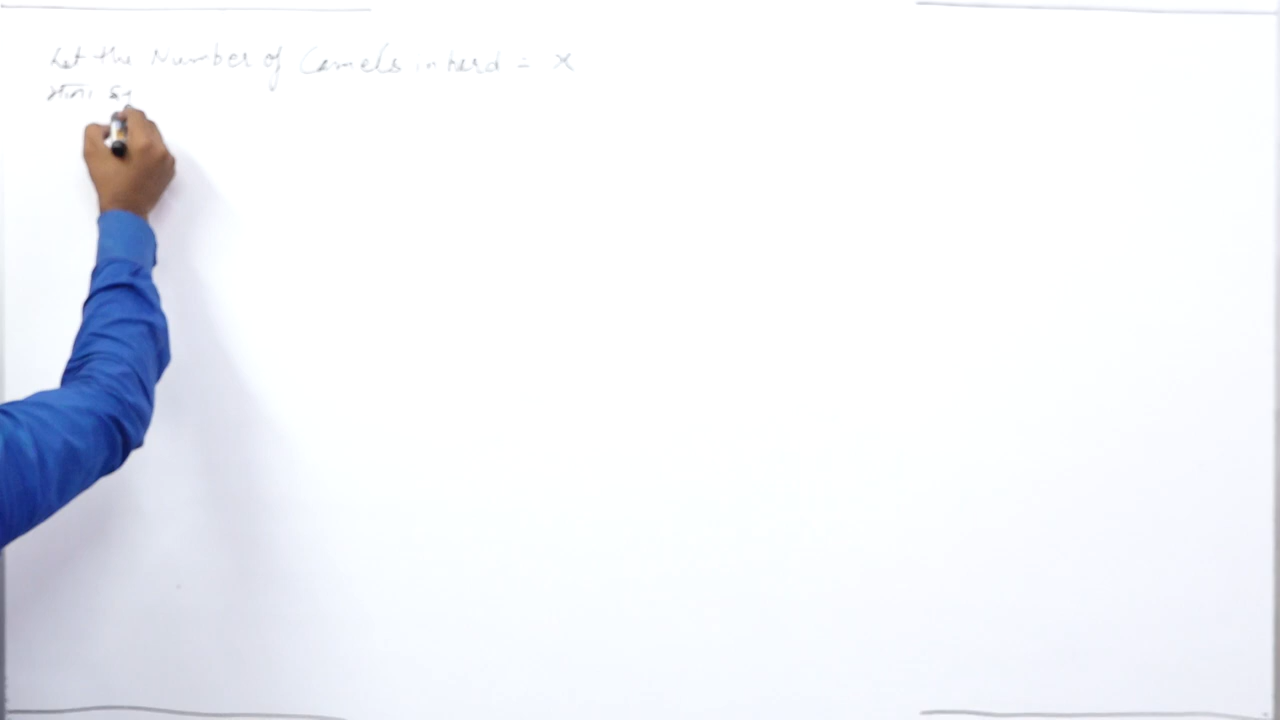 Let the Number of Camels in herd = x
माना कि